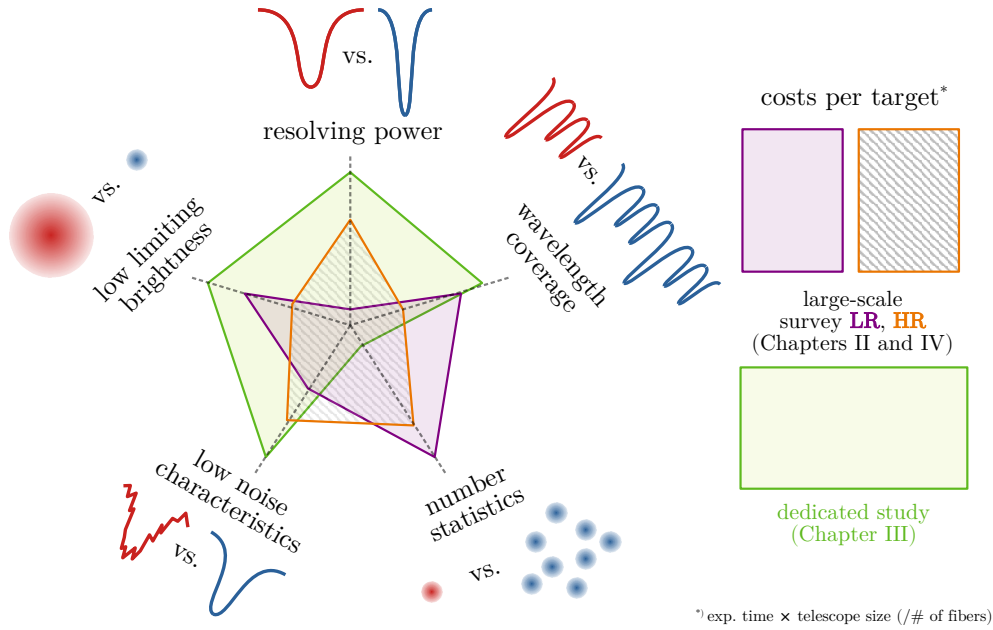 vs.
resolving power
vs.
wavelength
coverage
vs.
low limiting
brightness
low noise
characteristics
vs.
number
statistics
vs.
costs per target*
large-scale
survey LR, HR
(Chapters II and IV)
dedicated study
(Chapter III)
*) exp. time × telescope size (/# of fibers)